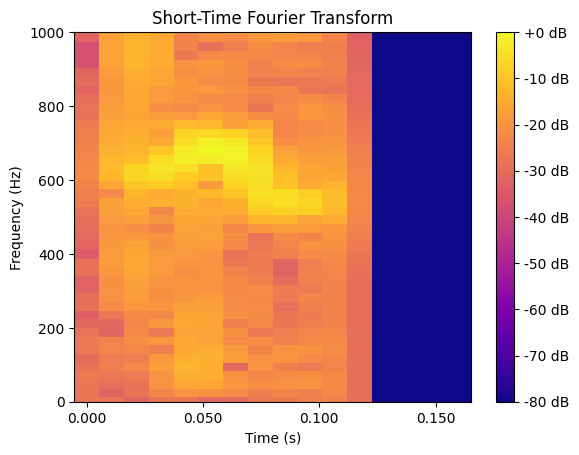 Short-Time Fourier Transform
1000
800
600
400
200
0
Frequency (Hz)
0.000
0.050
0.100
0.150
Time (s)
+0 dB
-10 dB
-20 dB
-30 dB
-40 dB
-50 dB
-60 dB
-70 dB
-80 dB